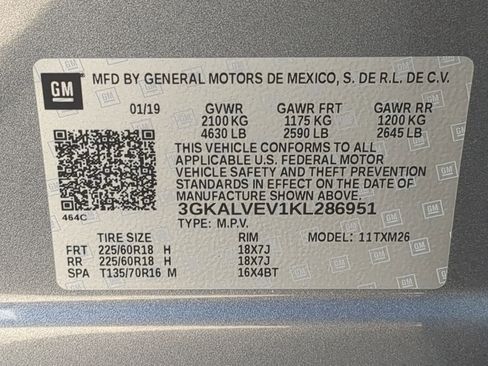 GM
MFD BY GENERAL MOTORS DE MEXICO, S. DE R.L. DE C.V.
01/19 GVWR GAWR FRT GAWR RR
2100 KG 1175 KG 1200 KG
4630 LB 2590 LB 2645 LB
THIS VEHICLE CONFORMS TO ALL
APPLICABLE U.S. FEDERAL MOTOR
VEHICLE SAFETY AND THEFT PREVENTION
STANDARDS IN EFFECT ON THE DATE OF
MANUFACTURE SHOWN ABOVE.
464C
3GKALVEV1KL286951
TYPE: M.P.V.
TIRE SIZE RIM MODEL: 11TXM26
FRT 225/60R18 H 18X7J
RR 225/60R18 H 18X7J
SPA T135/70R16 M 16X4BT